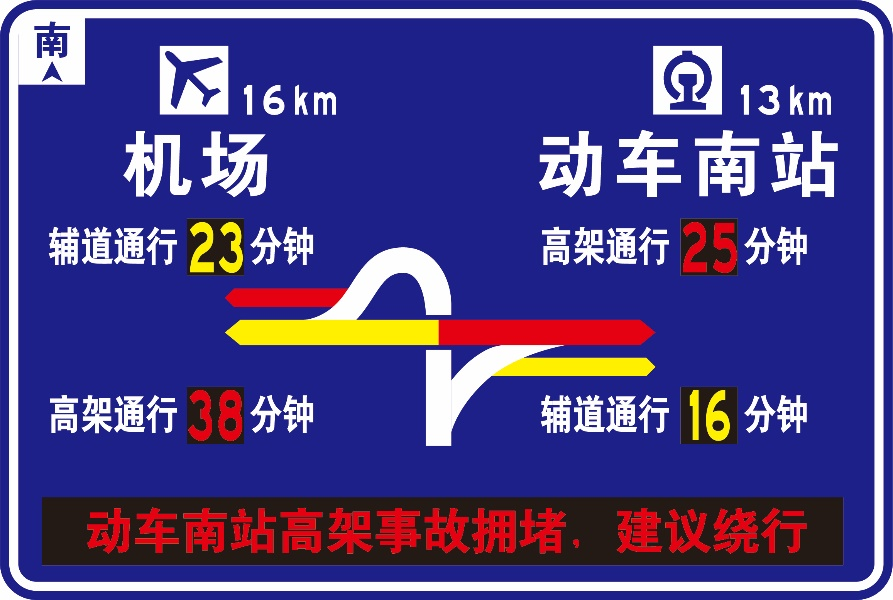 南
16km
13km
机场
动车南站
辅道通行 23 分钟
高架通行 25 分钟
高架通行 38 分钟
辅道通行 16 分钟
动车南站高架事故拥堵，建议绕行